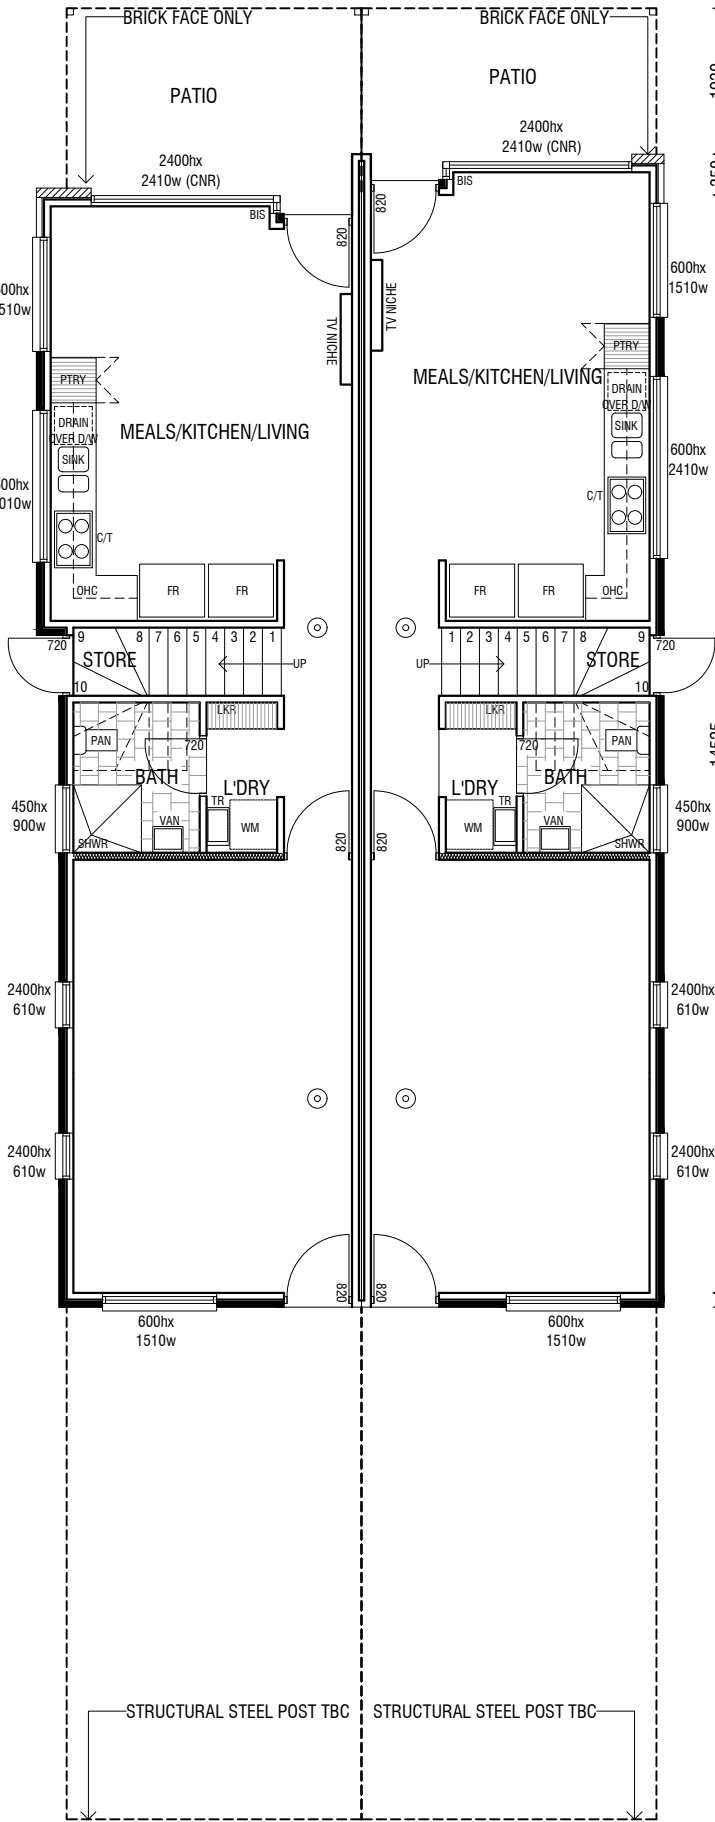 BRICK FACE ONLY
BRICK FACE ONLY
PATIO
PATIO
2400hx
2410w (CNR)
2400hx
2410w (CNR)
BIS
BIS
820
820
600hx
1510w
TV NICHE
TV NICHE
PTRY
PTRY
MEALS/KITCHEN/LIVING
MEALS/KITCHEN/LIVING
DRAIN
OVER D/W
SINK
DRAIN
OVER D/W
SINK
600hx
2410w
C/T
C/T
OHC
FR
FR
FR
FR
OHC
720
9
8
7
6
5
4
3
2
1
10
STORE
UP
UP
1
2
3
4
5
6
7
8
9
10
STORE
720
LKR
LKR
PAN
720
BATH
L'DRY
720
PAN
BATH
L'DRY
450hx
900w
SHWR
VAN
TR
WM
820
820
WM
TR
VAN
SHWR
450hx
900w
2400hx
610w
2400hx
610w
2400hx
610w
2400hx
610w
820
820
600hx
1510w
600hx
1510w
STRUCTURAL STEEL POST TBC
STRUCTURAL STEEL POST TBC